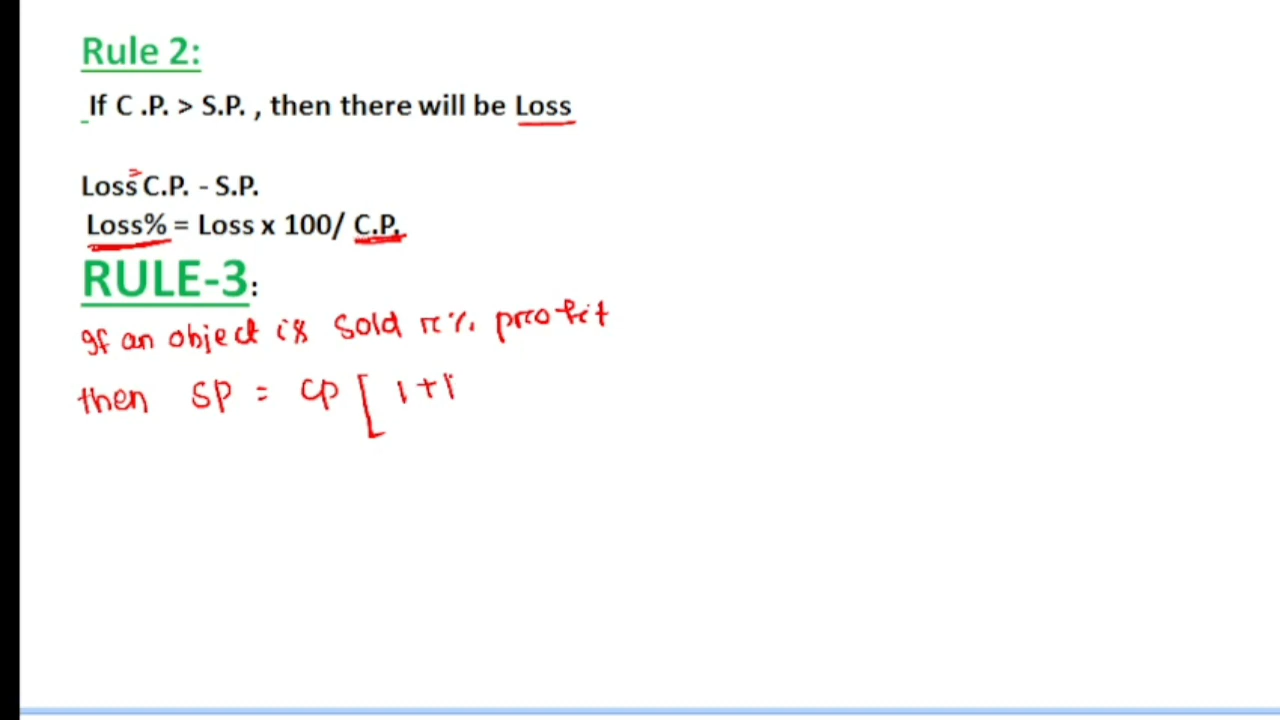 Rule 2:
If C .P. > S.P. , then there will be Loss
Loss = C.P. - S.P.
Loss% = Loss x 100/ C.P.
RULE-3:
If an object is sold r% profit
then SP = CP [ 1+